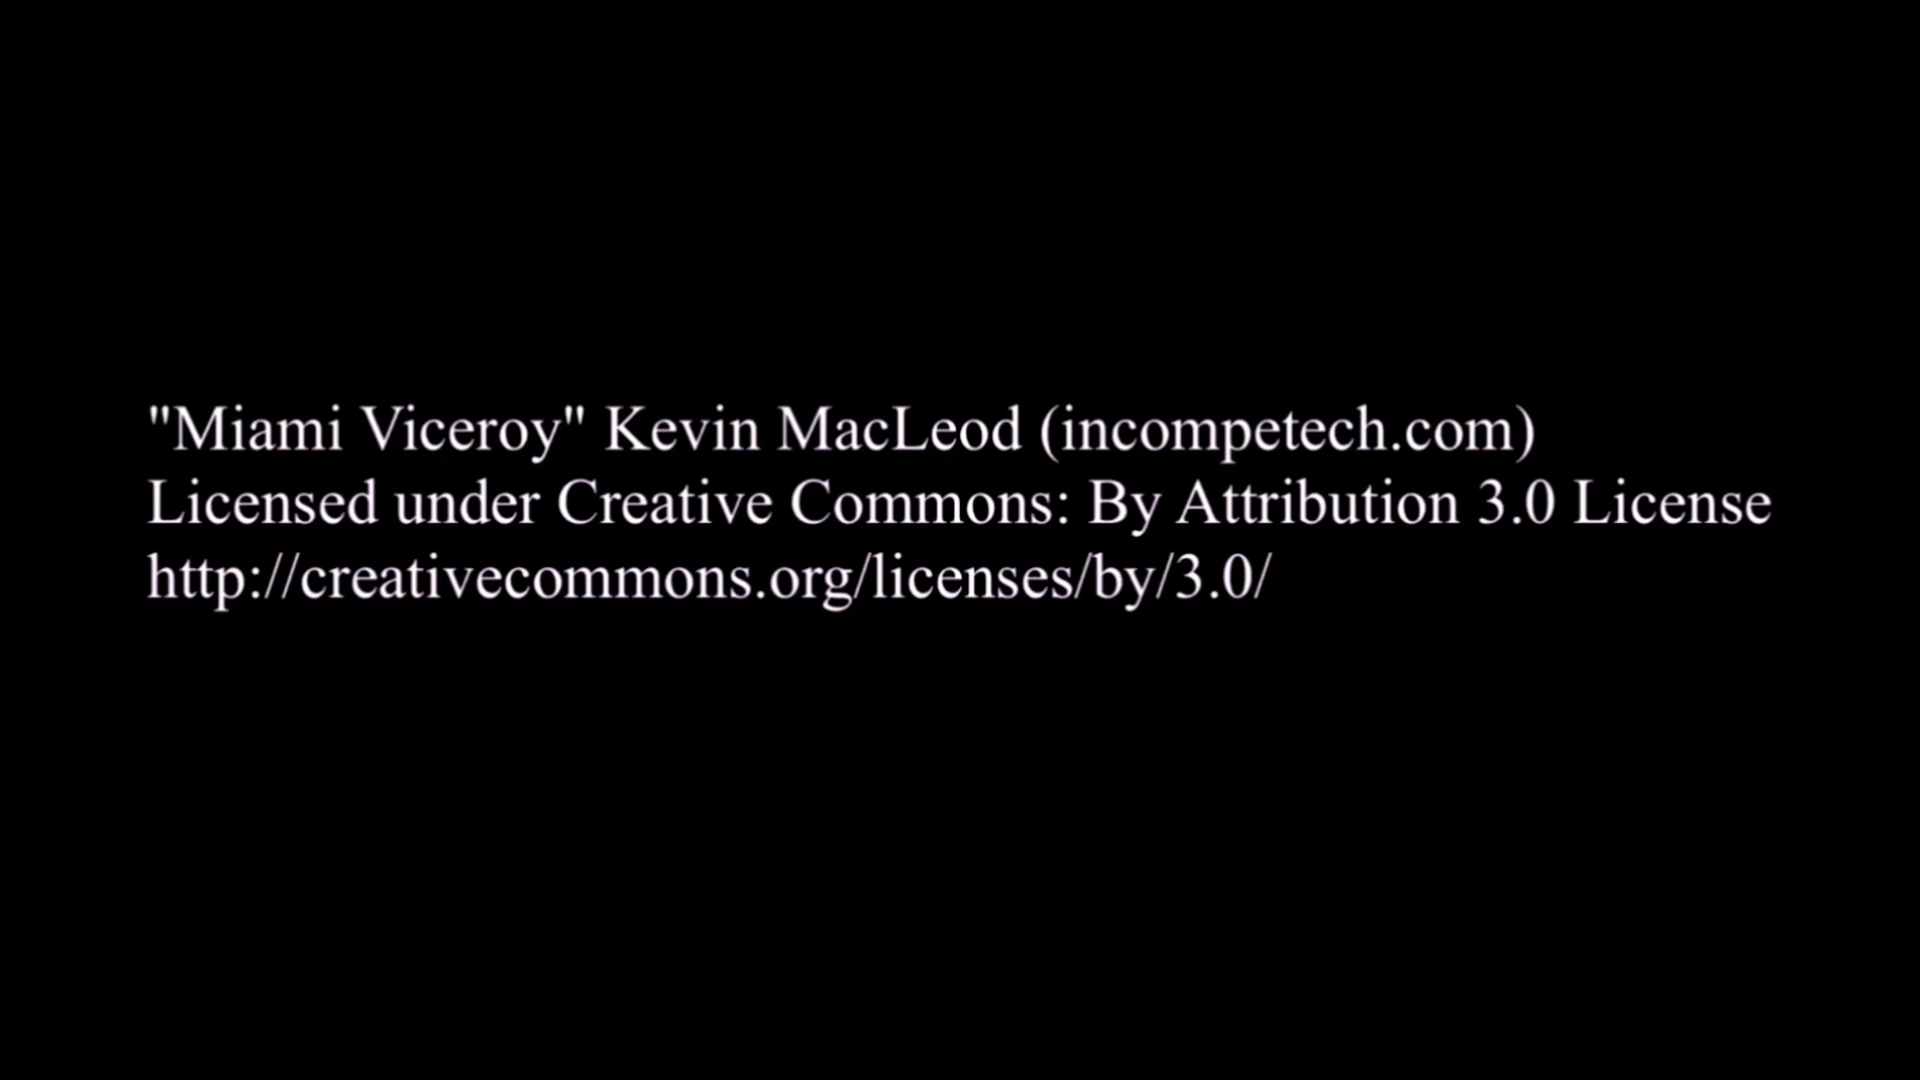 "Miami Viceroy" Kevin MacLeod (incompetech.com)
Licensed under Creative Commons: By Attribution 3.0 License
http://creativecommons.org/licenses/by/3.0/